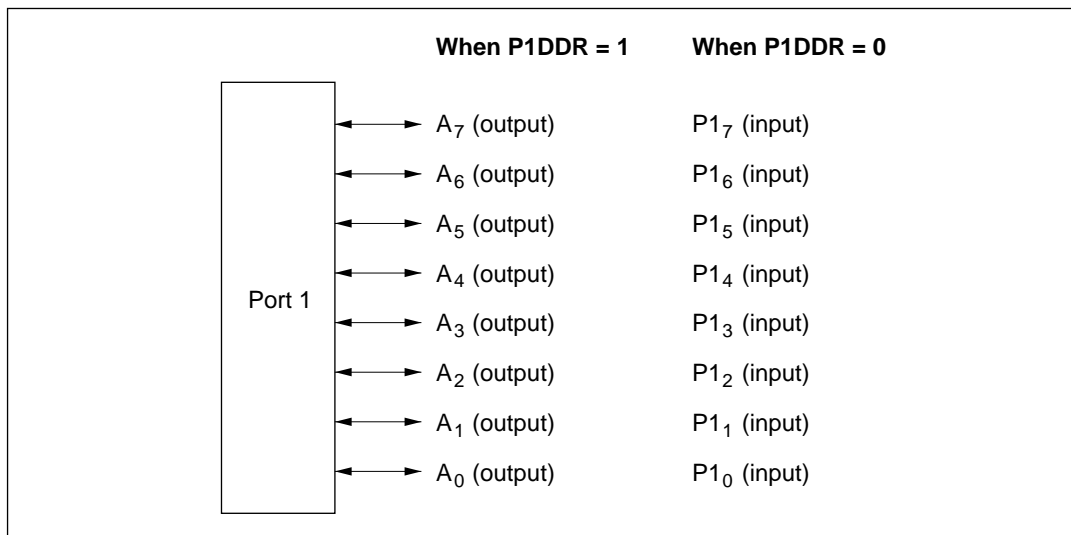 When P1DDR = 1 When P1DDR = 0
A₇ (output) P1₇ (input)
A₆ (output) P1₆ (input)
A₅ (output) P1₅ (input)
A₄ (output) P1₄ (input)
Port 1
A₃ (output) P1₃ (input)
A₂ (output) P1₂ (input)
A₁ (output) P1₁ (input)
A₀ (output) P1₀ (input)